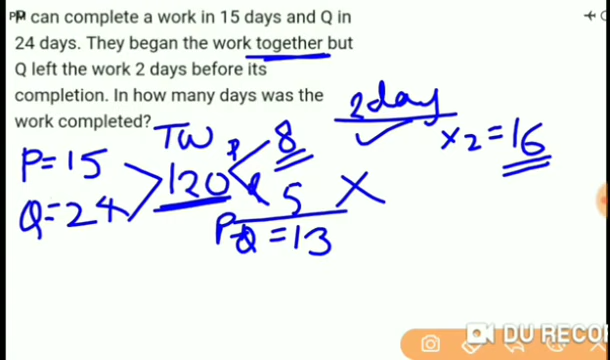 P can complete a work in 15 days and Q in
24 days. They began the work together but
Q left the work 2 days before its
completion. In how many days was the
work completed?
2day
TW
P 8
x2=16
P=15
120
Q=24
5 X
PQ=13
DU RECO